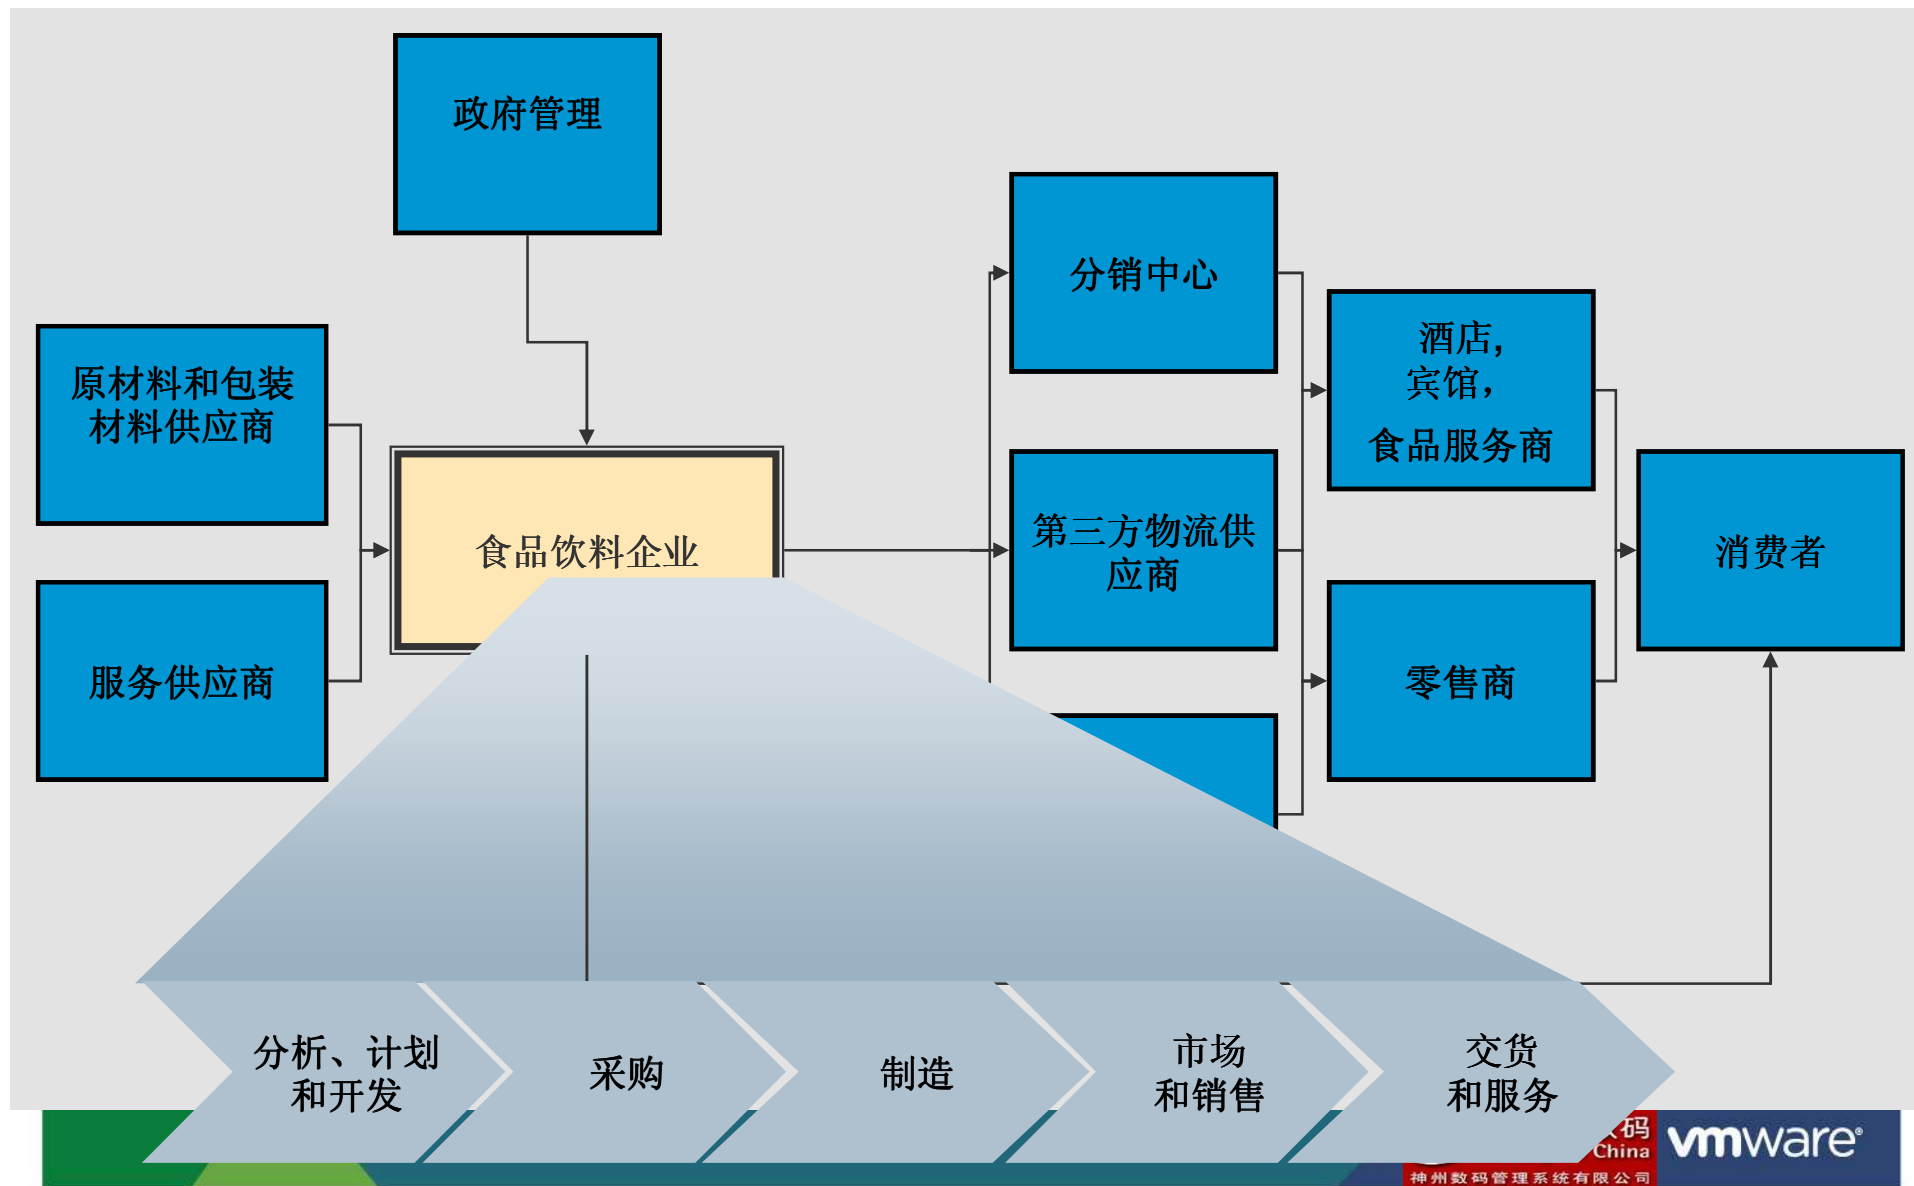 政府管理
分销中心
酒店，
宾馆，
食品服务商
原材料和包装
材料供应商
食品饮料企业
第三方物流供
应商
消费者
服务供应商
零售商
分析、计划
和开发
采购
制造
市场
和销售
交货
和服务
码
China
神州数码管理系统有限公司
vmware®